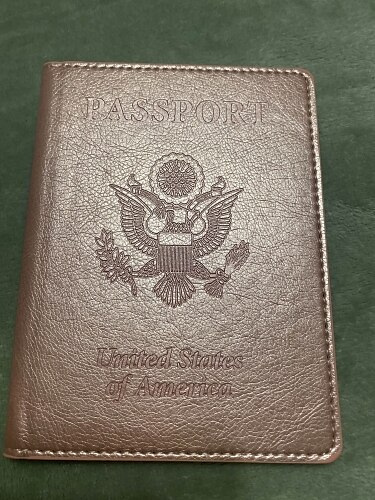 PASSPORT
United States
of America